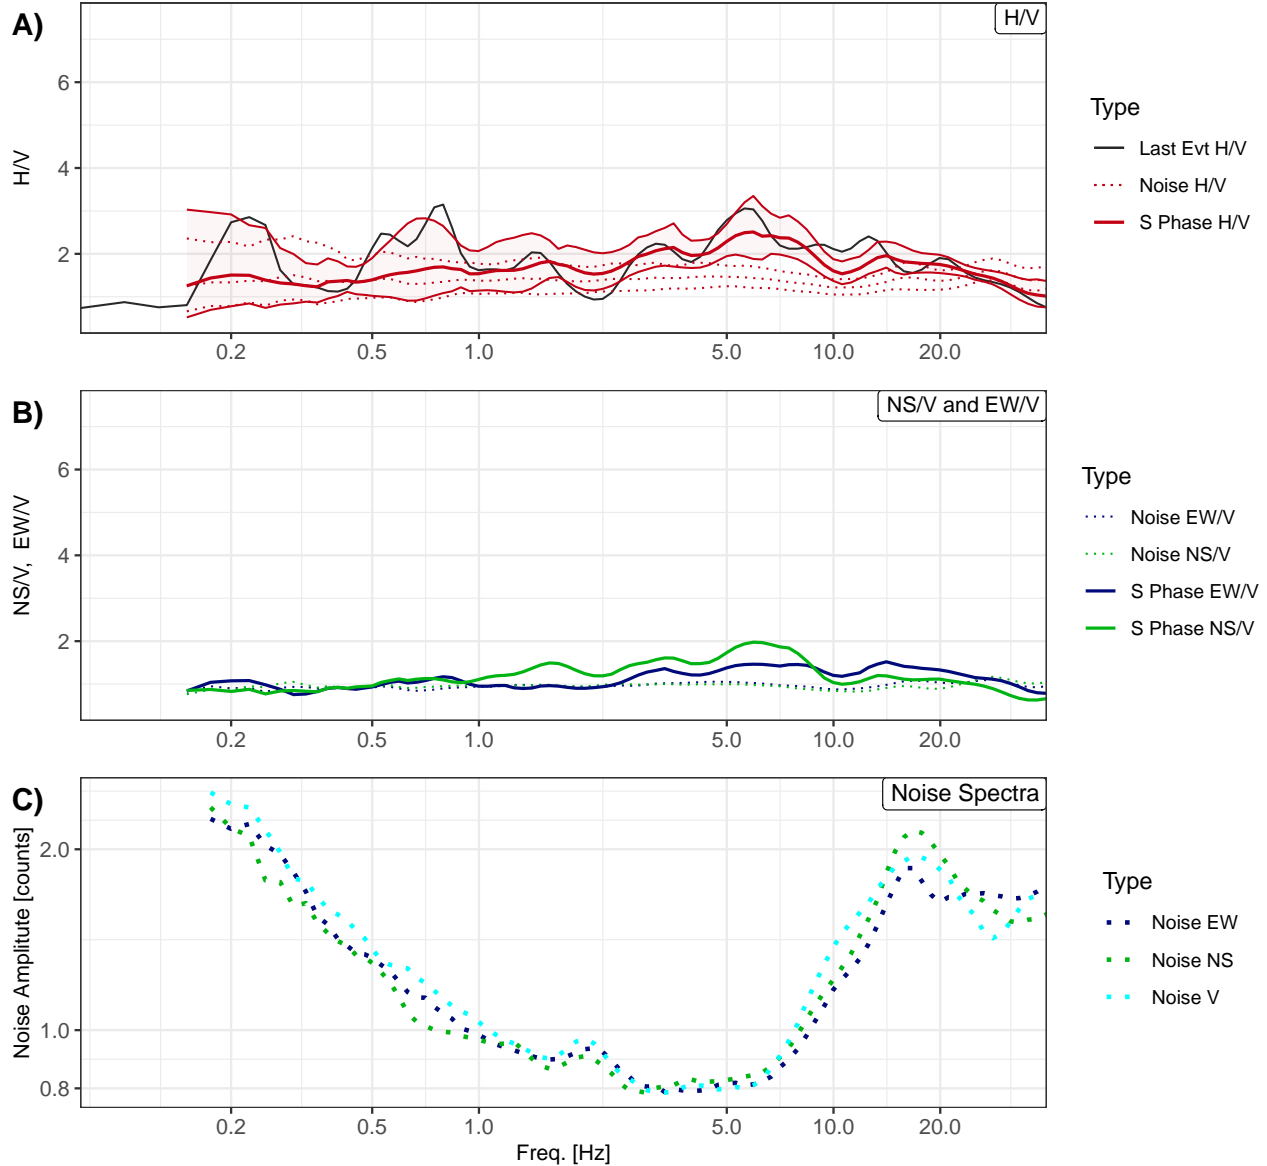 A)
H/V
6
4
2
H/V
0.2 0.5 1.0 5.0 10.0 20.0
Type
Last Evt H/V
Noise H/V
S Phase H/V
B)
NS/V and EW/V
6
4
2
NS/V, EW/V
0.2 0.5 1.0 5.0 10.0 20.0
Type
Noise EW/V
Noise NS/V
S Phase EW/V
S Phase NS/V
C)
Noise Spectra
2.0
1.0
0.8
Noise Amplitute [counts]
0.2 0.5 1.0 5.0 10.0 20.0
Freq. [Hz]
Type
Noise EW
Noise NS
Noise V